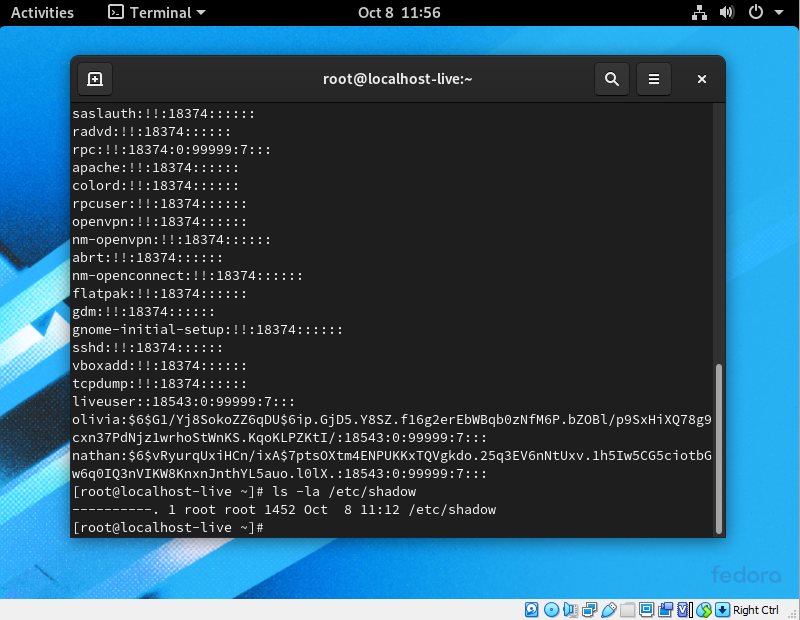 Activities Terminal Oct 8 11:56
root@localhost-live:~
saslauth:!!:18374::::::
radvd:!!:18374::::::
rpc:!!:18374:0:99999:7:::
apache:!!:18374::::::
colord:!!:18374::::::
rpcuser:!!:18374::::::
openvpn:!!:18374::::::
nm-openvpn:!!:18374::::::
abrt:!!:18374::::::
nm-openconnect:!!:18374::::::
flatpak:!!:18374::::::
gdm:!!:18374::::::
gnome-initial-setup:!!:18374::::::
sshd:!!:18374::::::
vboxadd:!!:18374::::::
tcpdump:!!:18374::::::
liveuser::18543:0:99999:7:::
olivia:$6$G1/Yj8SokoZZ6qDU$6ip.GjD5.Y8SZ.f16g2erEbWBqb0zNfM6P.bZOBl/p9SxHiXQ78g9
cxn37PdNjz1wrhoStWnKS.KqoKLPZKtI/:18543:0:99999:7:::
nathan:$6$vRyurqUxiHCn/ixA$7ptsOXtm4ENPUKKxTQVgkdo.25q3EV6nNtUxv.1h5Iw5CG5ciotbG
w6q0IQ3nVIKW8KnxnJnthYL5auo.l0lX.:18543:0:99999:7:::
[root@localhost-live ~]# ls -la /etc/shadow
----------. 1 root root 1452 Oct  8 11:12 /etc/shadow
[root@localhost-live ~]#
fedora
Right Ctrl